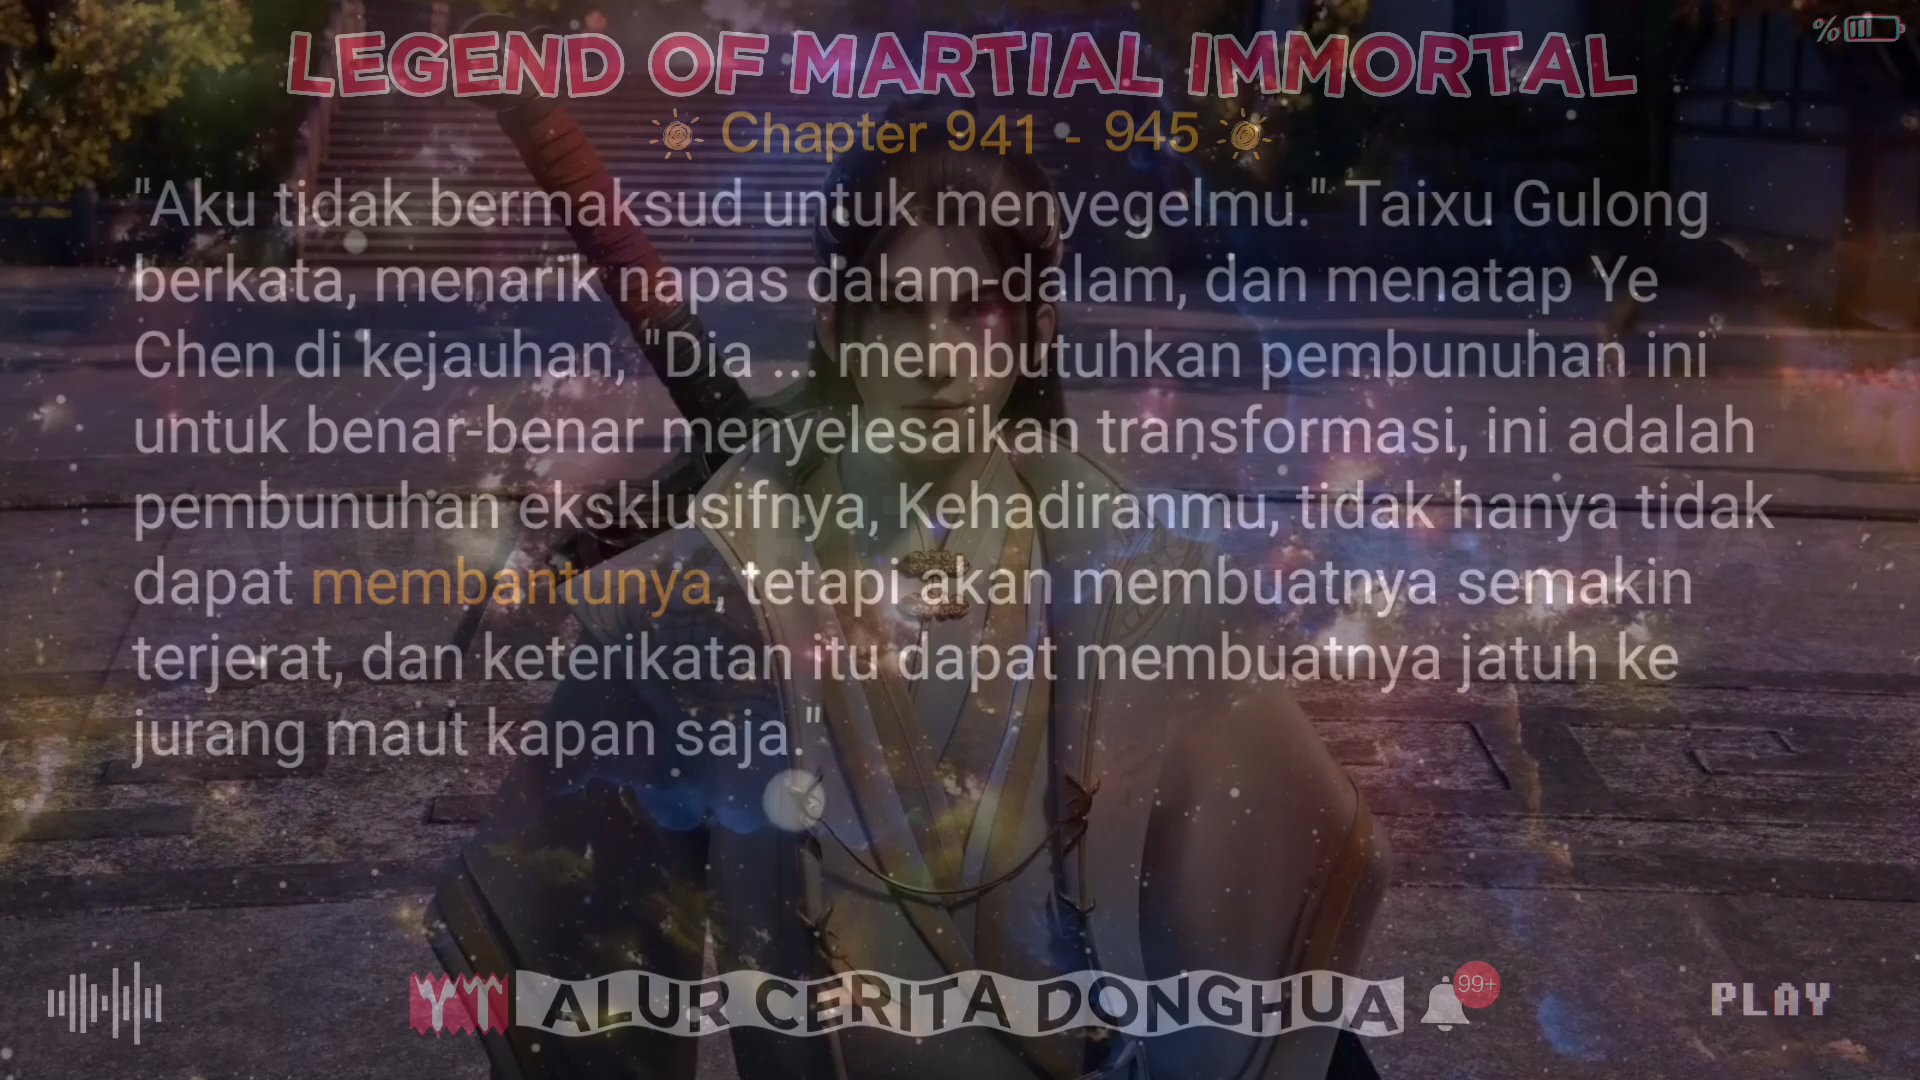 LEGEND OF MARTIAL IMMORTAL
%
Chapter 941 - 945
"Aku tidak bermaksud untuk menyegelmu." Taixu Gulong
berkata, menarik napas dalam-dalam, dan menatap Ye
Chen di kejauhan, "Dia ... membutuhkan pembunuhan ini
untuk benar-benar menyelesaikan transformasi, ini adalah
pembunuhan eksklusifnya, Kehadiranmu, tidak hanya tidak
dapat membantunya, tetapi akan membuatnya semakin
terjerat, dan keterikatan itu dapat membuatnya jatuh ke
jurang maut kapan saja."
YT ALUR CERITA DONGHUA 99+
PLAY